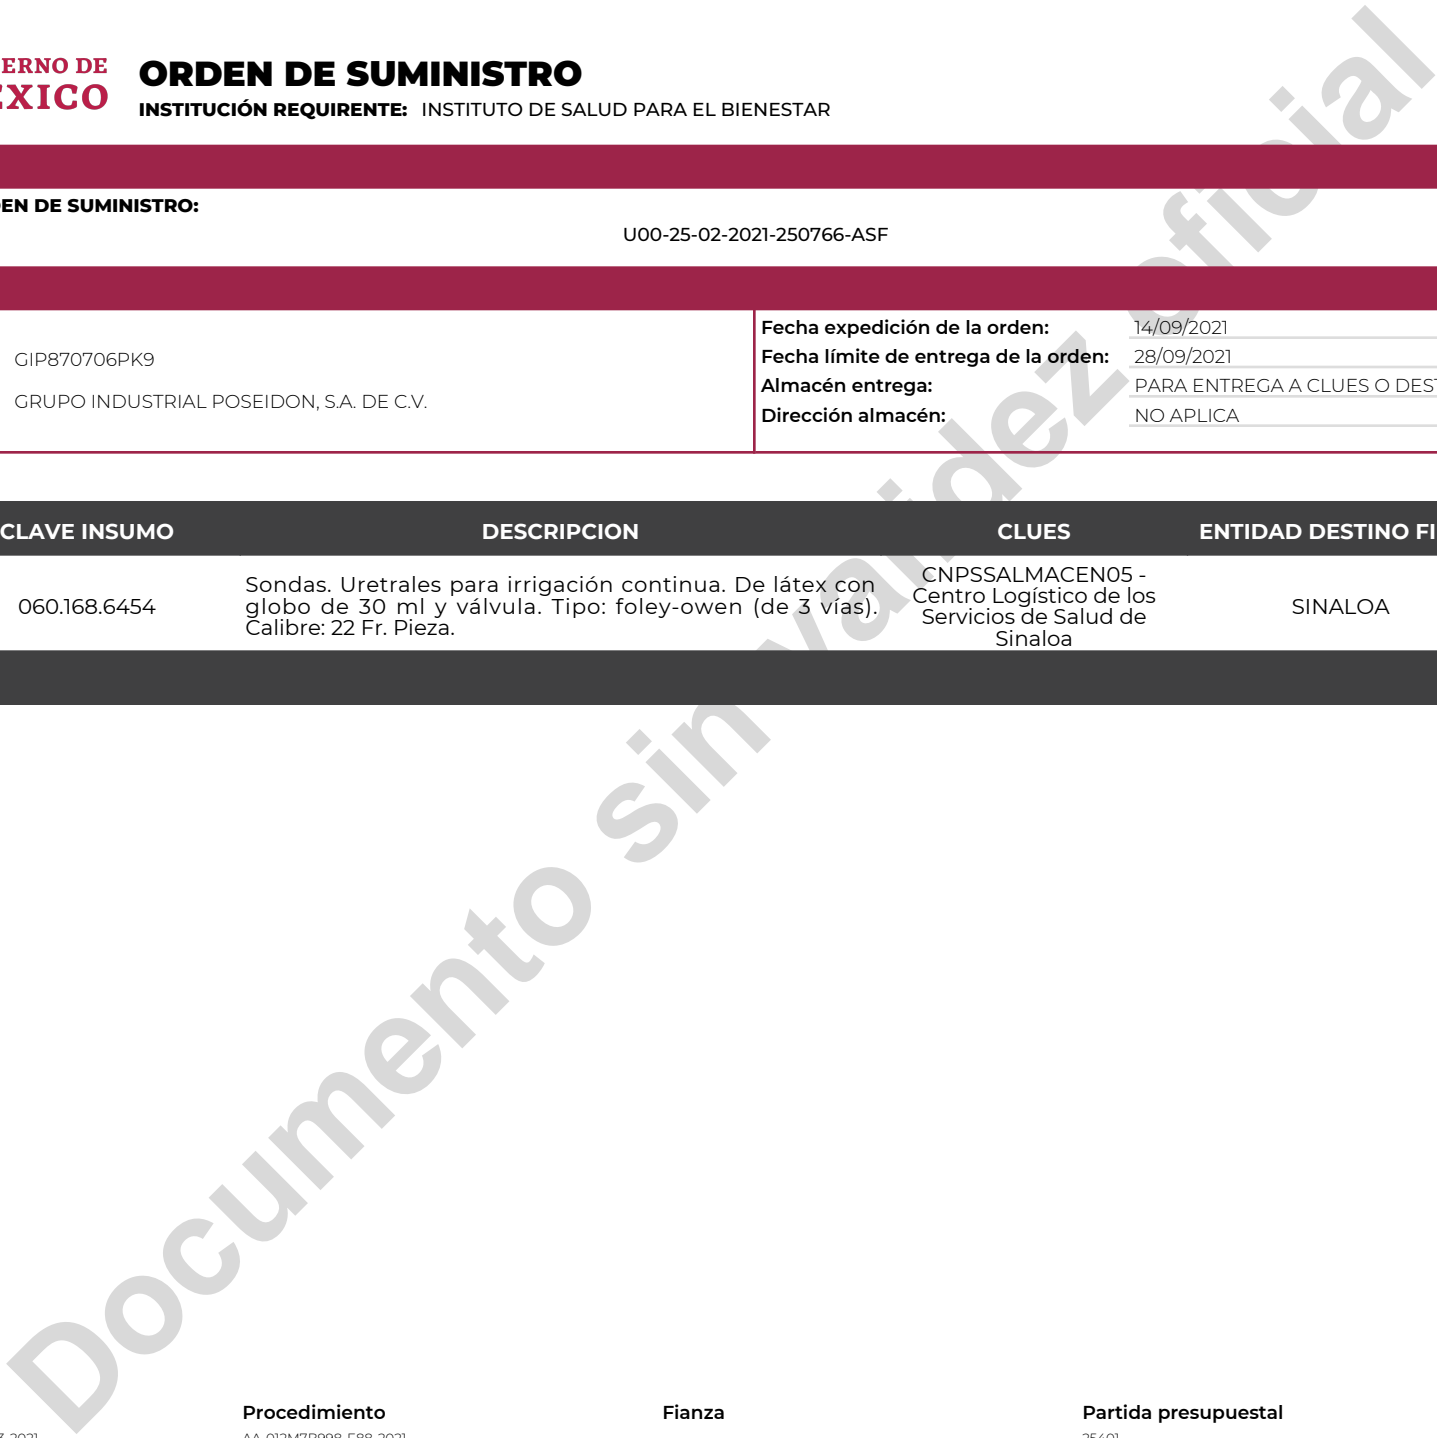 ERNO DE
ORDEN DE SUMINISTRO
INSTITUCIÓN REQUIRENTE: INSTITUTO DE SALUD PARA EL BIENESTAR
EN DE SUMINISTRO:
U00-25-02-2021-250766-ASF
GIP870706PK9
GRUPO INDUSTRIAL POSEIDON, S.A. DE C.V.
Fecha expedición de la orden: 14/09/2021
Fecha límite de entrega de la orden: 28/09/2021
Almacén entrega: PARA ENTREGA A CLUES O DEST
Dirección almacén: NO APLICA
CLAVE INSUMO DESCRIPCION CLUES ENTIDAD DESTINO FI
060.168.6454
Sondas. Uretrales para irrigación continua. De látex con
globo de 30 ml y válvula. Tipo: foley-owen (de 3 vías).
Calibre: 22 Fr. Pieza.
CNPSSALMACEN05 -
Centro Logístico de los
Servicios de Salud de
Sinaloa
SINALOA
Documento sin validez oficial
Procedimiento Fianza Partida presupuestal